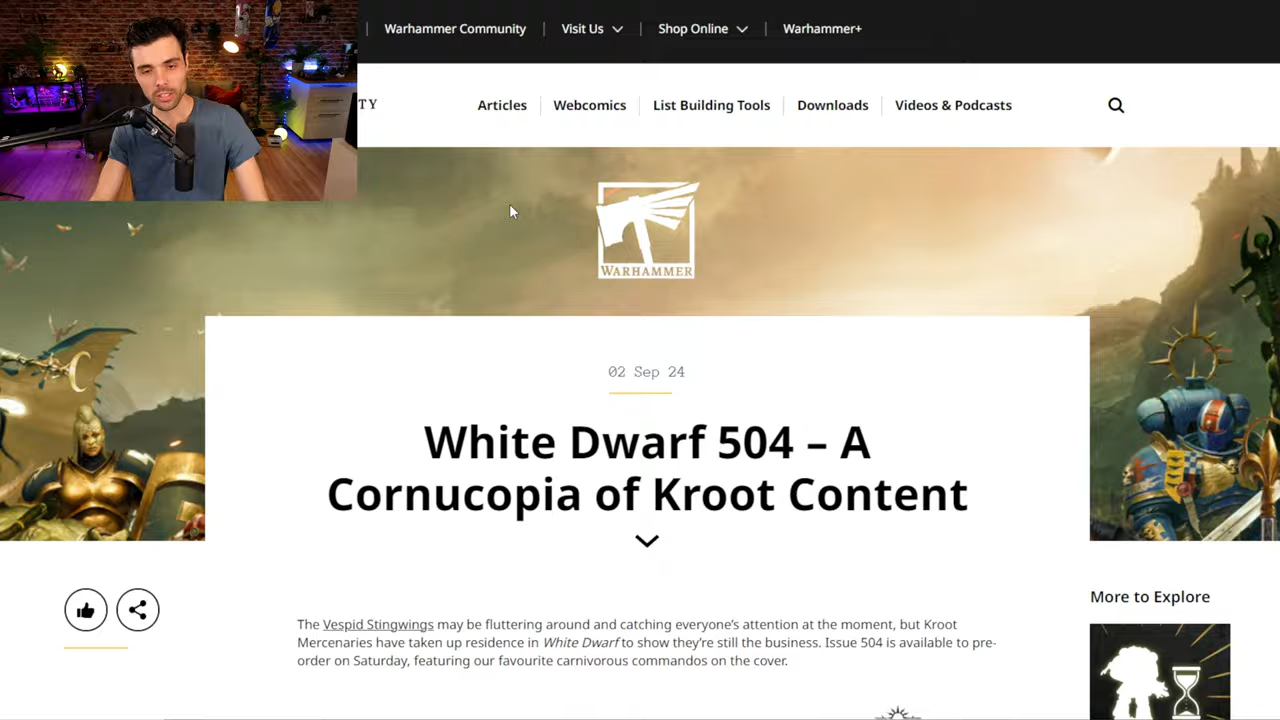 Warhammer Community
Visit Us
Shop Online
Warhammer+
TY
Articles
Webcomics
List Building Tools
Downloads
Videos & Podcasts
WARHAMMER
02 Sep 24
White Dwarf 504 – A
Cornucopia of Kroot Content
The Vespid Stingwings may be fluttering around and catching everyone’s attention at the moment, but Kroot
Mercenaries have taken up residence in White Dwarf to show they’re still the business. Issue 504 is available to pre-
order on Saturday, featuring our favourite carnivorous commandos on the cover.
More to Explore